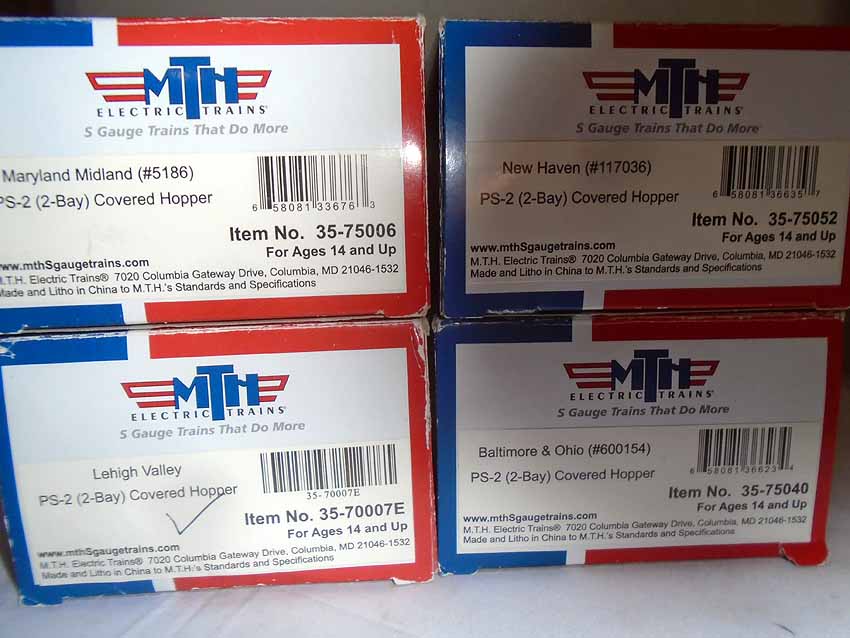 MTH
ELECTRIC TRAINS®
S Gauge Trains That Do More
Maryland Midland (#5186)
PS-2 (2-Bay) Covered Hopper
6 58081 33676 3
Item No. 35-75006
For Ages 14 and Up
www.mthSgaugetrains.com
M.T.H. Electric Trains® 7020 Columbia Gateway Drive, Columbia, MD 21046-1532
Made and Litho in China to M.T.H.'s Standards and Specifications
MTH
ELECTRIC TRAINS®
S Gauge Trains That Do More
New Haven (#117036)
PS-2 (2-Bay) Covered Hopper
6 58081 36635 7
Item No. 35-75052
For Ages 14 and Up
www.mthSgaugetrains.com
M.T.H. Electric Trains® 7020 Columbia Gateway Drive, Columbia, MD 21046-1532
Made and Litho in China to M.T.H.'s Standards and Specifications
MTH
ELECTRIC TRAINS®
S Gauge Trains That Do More
Lehigh Valley
PS-2 (2-Bay) Covered Hopper
35-70007E
Item No. 35-70007E
For Ages 14 and Up
www.mthSgaugetrains.com
M.T.H. Electric Trains® 7020 Columbia Gateway Drive, Columbia, MD 21046-1532
Made and Litho in China to M.T.H.'s Standards and Specifications
MTH
ELECTRIC TRAINS®
S Gauge Trains That Do More
Baltimore & Ohio (#600154)
PS-2 (2-Bay) Covered Hopper
6 58081 36623 4
Item No. 35-75040
For Ages 14 and Up
www.mthSgaugetrains.com
M.T.H. Electric Trains® 7020 Columbia Gateway Drive, Columbia, MD 21046-1532
Made and Litho in China to M.T.H.'s Standards and Specifications